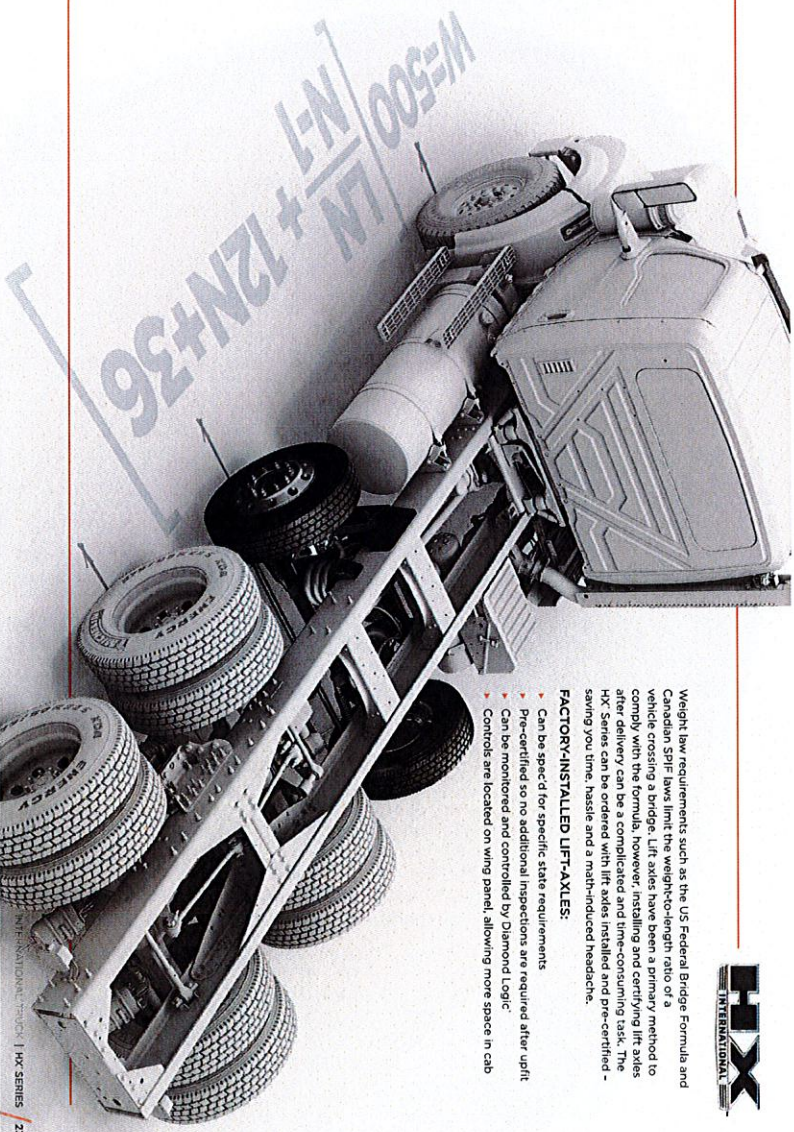 HX
INTERNATIONAL
Weight law requirements such as the US Federal Bridge Formula and
Canadian SPIF laws limit the weight-to-length ratio of a
vehicle crossing a bridge. Lift axles have been a primary method to
comply with the formula, however, installing and certifying lift axles
after delivery can be a complicated and time-consuming task. The
HX™ Series can be ordered with lift axles installed and pre-certified –
saving you time, hassle and a math-induced headache.
FACTORY-INSTALLED LIFT-AXLES:
▸ Can be spec'd for specific state requirements
▸ Pre-certified so no additional inspections are required after upfit
▸ Can be monitored and controlled by Diamond Logic®
▸ Controls are located on wing panel, allowing more space in cab
W=500
LN
N-1
+ 12N+36
ENERGY
ENERGY
INTERNATIONAL TRUCK | HX™ SERIES /